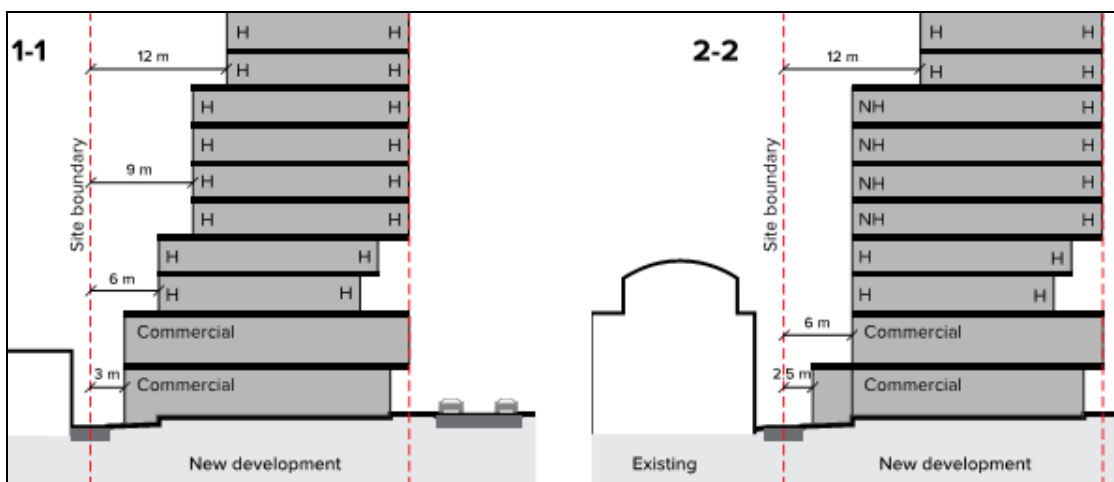 1-1
H H
12 m
H H
H H
H H
9 m
H H
H H
H H
6 m
H H
Commercial
3 m
Commercial
Site boundary
New development
2-2
H H
12 m
H H
NH H
NH H
NH H
NH H
H H
H H
6 m
Commercial
2.5 m
Commercial
Site boundary
Existing
New development